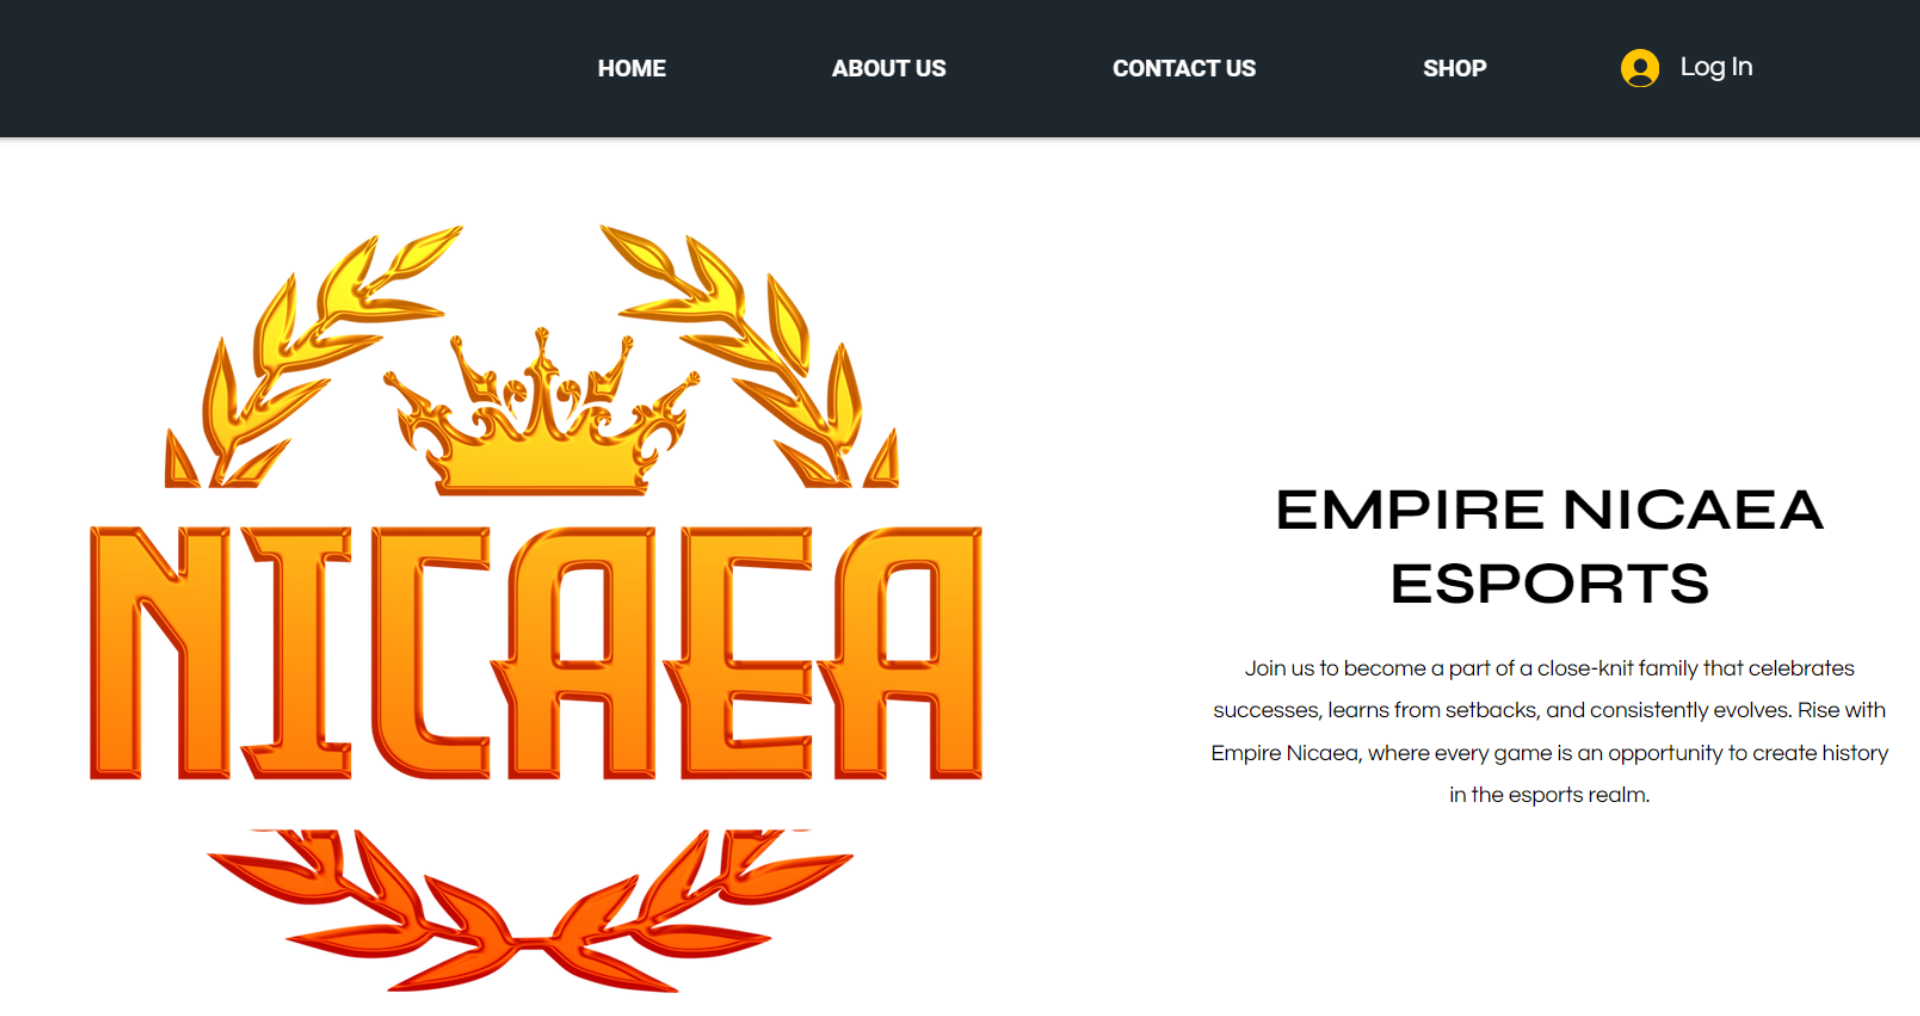 HOME ABOUT US CONTACT US SHOP Log In
NICAEA
EMPIRE NICAEA
ESPORTS
Join us to become a part of a close-knit family that celebrates
successes, learns from setbacks, and consistently evolves. Rise with
Empire Nicaea, where every game is an opportunity to create history
in the esports realm.